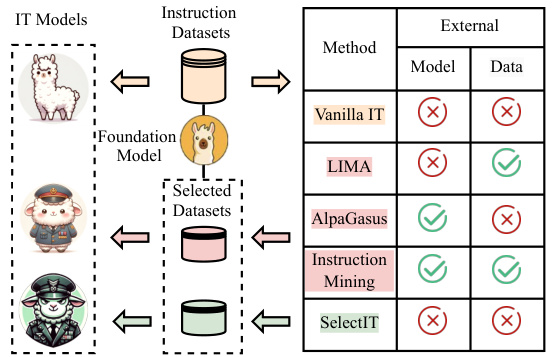 IT Models
Instruction
Datasets
Foundation
Model
Selected
Datasets
Method
External
Model
Data
Vanilla IT
LIMA
AlpaGasus
Instruction
Mining
SelectIT